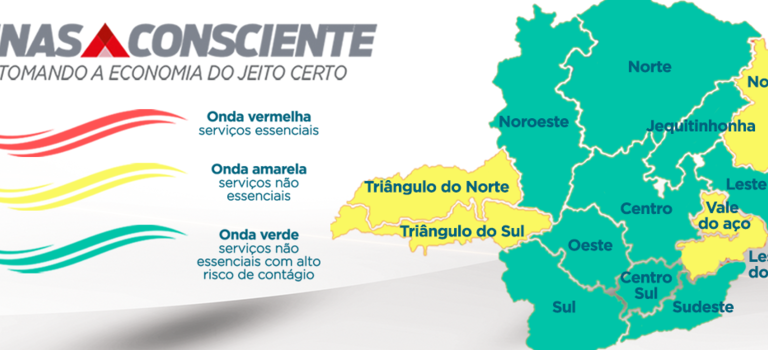 NAS CONSCIENTE
TOMANDO A ECONOMIA DO JEITO CERTO
Onda vermelha
serviços essenciais
Onda amarela
serviços não
essenciais
Onda verde
serviços não
essenciais com alto
risco de contágio
Norte
No
Noroeste
Jequitinhonha
Triângulo do Norte
Leste
Centro
Vale
do aço
Triângulo do Sul
Oeste
Les
do
Centro
Sul
Sul
Sudeste